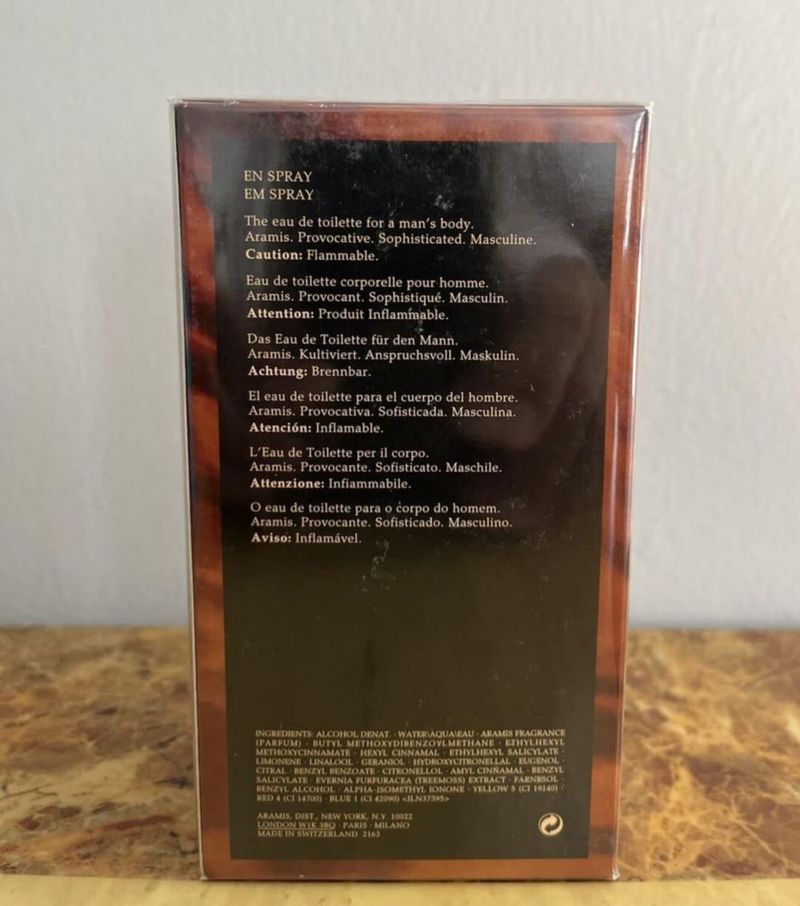 EN SPRAY
EM SPRAY
The eau de toilette for a man's body.
Aramis. Provocative. Sophisticated. Masculine.
Caution: Flammable.
Eau de toilette corporelle pour homme.
Aramis. Provocant. Sophistiqué. Masculin.
Attention: Produit Inflammable.
Das Eau de Toilette für den Mann.
Aramis. Kultiviert. Anspruchsvoll. Maskulin.
Achtung: Brennbar.
El eau de toilette para el cuerpo del hombre.
Aramis. Provocativa. Sofisticada. Masculina.
Atención: Inflamable.
L'Eau de Toilette per il corpo.
Aramis. Provocante. Sofisticato. Maschile.
Attenzione: Infiammabile.
O eau de toilette para o corpo do homem.
Aramis. Provocante. Sofisticado. Masculino.
Aviso: Inflamável.
INGREDIENTS: ALCOHOL DENAT. · WATER\AQUA\EAU · ARAMIS FRAGRANCE
(PARFUM) · BUTYL METHOXYDIBENZOYLMETHANE · ETHYLHEXYL
METHOXYCINNAMATE · HEXYL CINNAMAL · ETHYLHEXYL SALICYLATE ·
LIMONENE · LINALOOL · GERANIOL · HYDROXYCITRONELLAL · EUGENOL ·
CITRAL · BENZYL BENZOATE · CITRONELLOL · AMYL CINNAMAL · BENZYL
SALICYLATE · EVERNIA FURFURACEA (TREEMOSS) EXTRACT · FARNESOL ·
BENZYL ALCOHOL · ALPHA-ISOMETHYL IONONE · YELLOW 5 (CI 19140) /
RED 4 (CI 14700) · BLUE 1 (CI 42090) <ILN37395>
ARAMIS, DIST., NEW YORK, N.Y. 10022
LONDON W1K 3BQ · PARIS · MILANO
MADE IN SWITZERLAND 2163